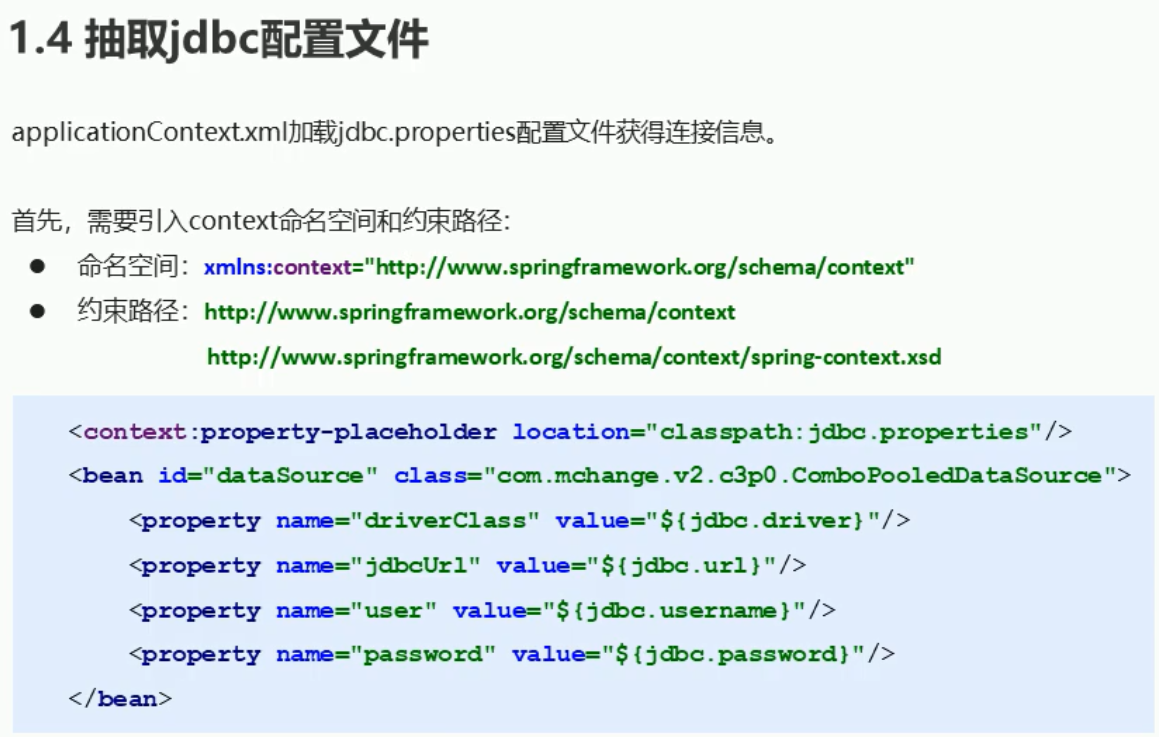 1.4 抽取jdbc配置文件
applicationContext.xml加载jdbc.properties配置文件获得连接信息。
首先，需要引入context命名空间和约束路径：
● 命名空间：xmlns:context="http://www.springframework.org/schema/context"
● 约束路径：http://www.springframework.org/schema/context
http://www.springframework.org/schema/context/spring-context.xsd
<context:property-placeholder location="classpath:jdbc.properties"/>
<bean id="dataSource" class="com.mchange.v2.c3p0.ComboPooledDataSource">
<property name="driverClass" value="${jdbc.driver}"/>
<property name="jdbcUrl" value="${jdbc.url}"/>
<property name="user" value="${jdbc.username}"/>
<property name="password" value="${jdbc.password}"/>
</bean>